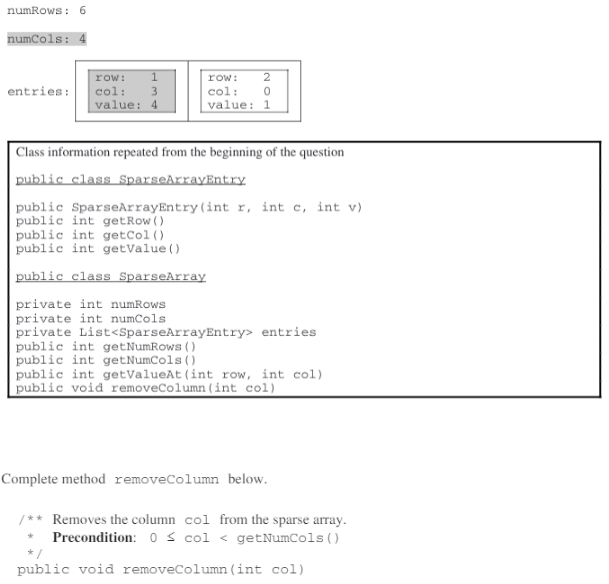 numRows: 6
numCols: 4
entries:
row: 1
col: 3
value: 4
row: 2
col: 0
value: 1
Class information repeated from the beginning of the question
public class SparseArrayEntry
public SparseArrayEntry(int r, int c, int v)
public int getRow()
public int getCol()
public int getValue()
public class SparseArray
private int numRows
private int numCols
private List<SparseArrayEntry> entries
public int getNumRows()
public int getNumCols()
public int getValueAt(int row, int col)
public void removeColumn(int col)
Complete method removeColumn below.
/** Removes the column col from the sparse array.
* Precondition: 0 ≤ col < getNumCols()
*/
public void removeColumn(int col)